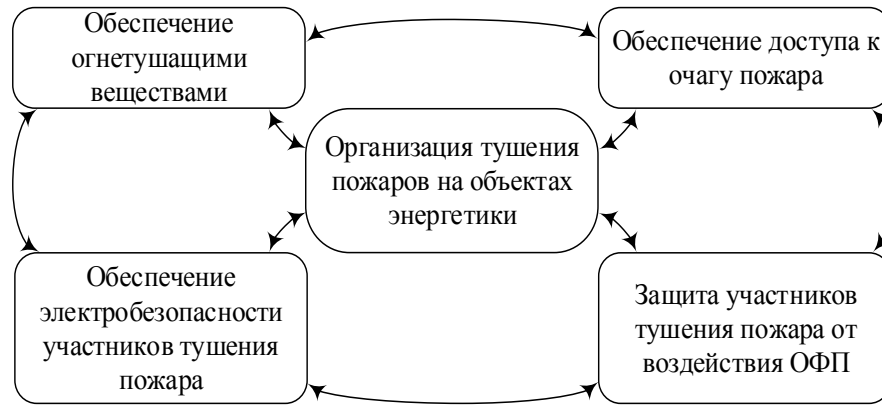 Обеспечение
огнетушащими
веществами
Обеспечение доступа к
очагу пожара
Организация тушения
пожаров на объектах
энергетики
Обеспечение
электробезопасности
участников тушения
пожара
Защита участников
тушения пожара от
воздействия ОФП